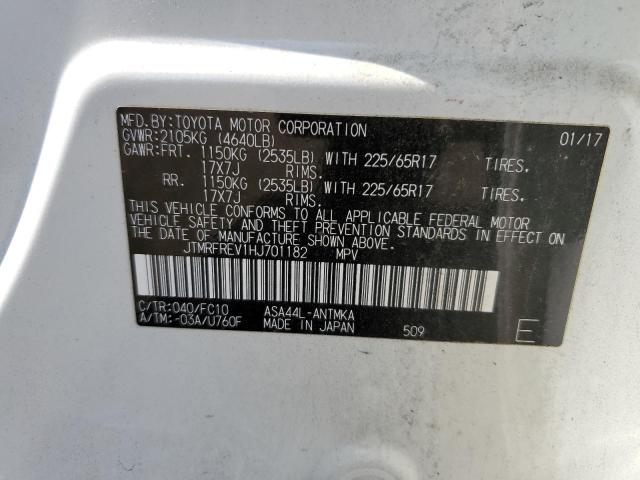 MFD.BY:TOYOTA MOTOR CORPORATION 01/17
GVWR:2105KG (4640LB)
GAWR:FRT. 1150KG (2535LB) WITH 225/65R17 TIRES.
17X7J RIMS.
RR. 1150KG (2535LB) WITH 225/65R17 TIRES.
17X7J RIMS.
THIS VEHICLE CONFORMS TO ALL APPLICABLE FEDERAL MOTOR
VEHICLE SAFETY AND THEFT PREVENTION STANDARDS IN EFFECT ON
THE DATE OF MANUFACTURE SHOWN ABOVE.
JTMRFREV1HJ701182 MPV
C/TR:040/FC10 ASA44L-ANTMKA
A/TM:-03A/U760F MADE IN JAPAN 509 E